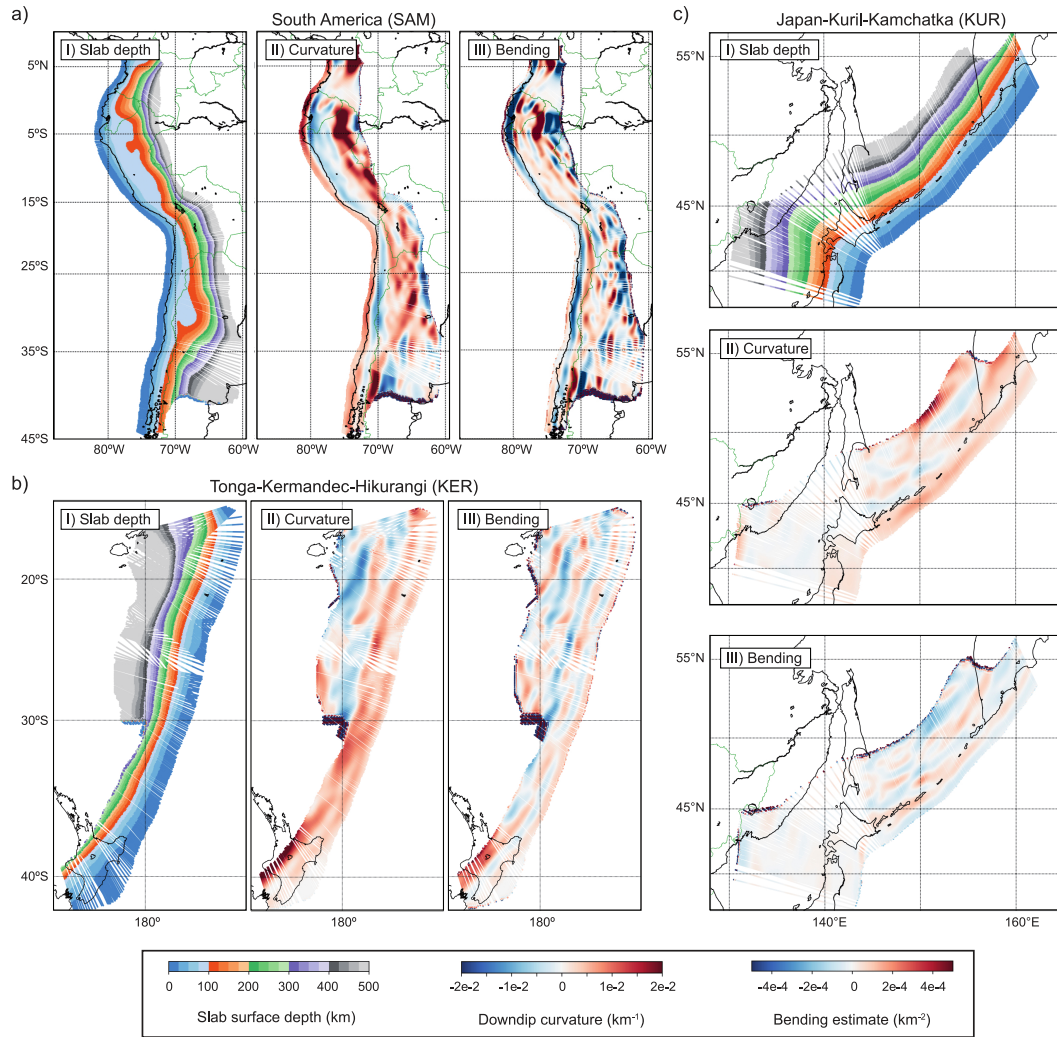 a)
South America (SAM)
I) Slab depth
II) Curvature
III) Bending
5ºN
5ºS
15ºS
25ºS
35ºS
45ºS
80ºW 70ºW 60ºW
80ºW 70ºW 60ºW
80ºW 70ºW 60ºW
b)
Tonga-Kermandec-Hikurangi (KER)
I) Slab depth
II) Curvature
III) Bending
20ºS
30ºS
40ºS
180º
180º
180º
c)
Japan-Kuril-Kamchatka (KUR)
I) Slab depth
55ºN
45ºN
II) Curvature
55ºN
45ºN
III) Bending
55ºN
45ºN
140ºE 150ºE 160ºE
0 100 200 300 400 500
Slab surface depth (km)
-2e-2 -1e-2 0 1e-2 2e-2
Downdip curvature (km⁻¹)
-4e-4 -2e-4 0 2e-4 4e-4
Bending estimate (km⁻²)